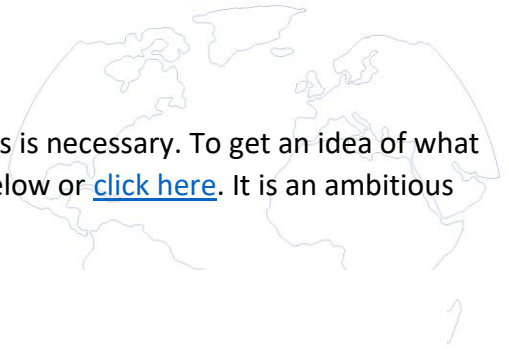 s is necessary. To get an idea of what
elow or click here. It is an ambitious